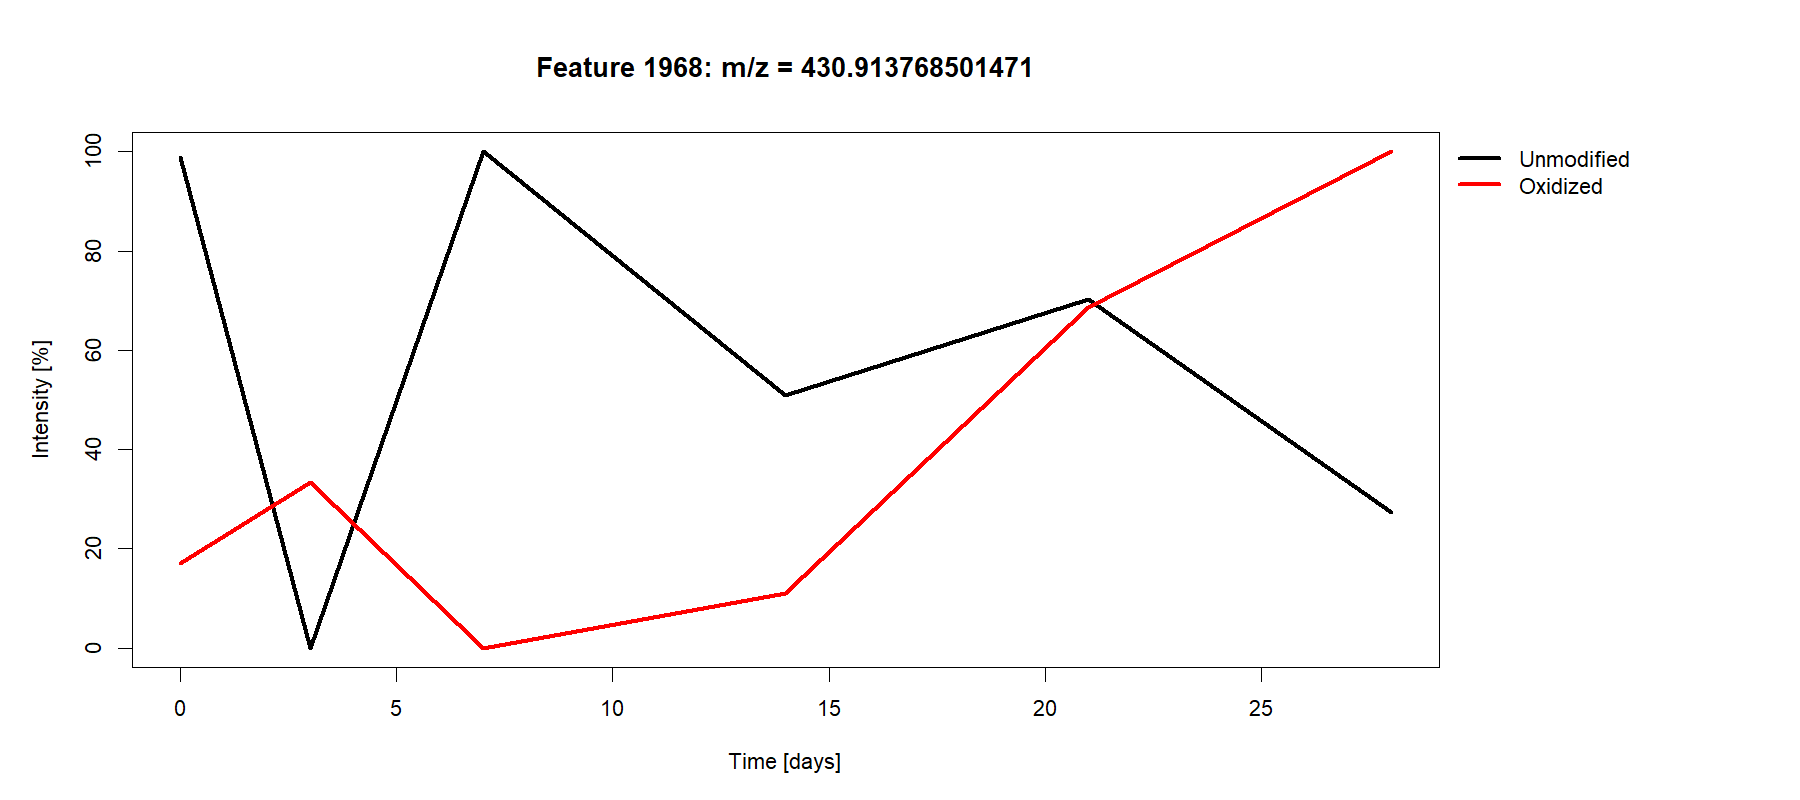 Feature 1968: m/z = 430.913768501471
Unmodified
Oxidized
Intensity [%]
100
80
60
40
20
0
0 5 10 15 20 25
Time [days]